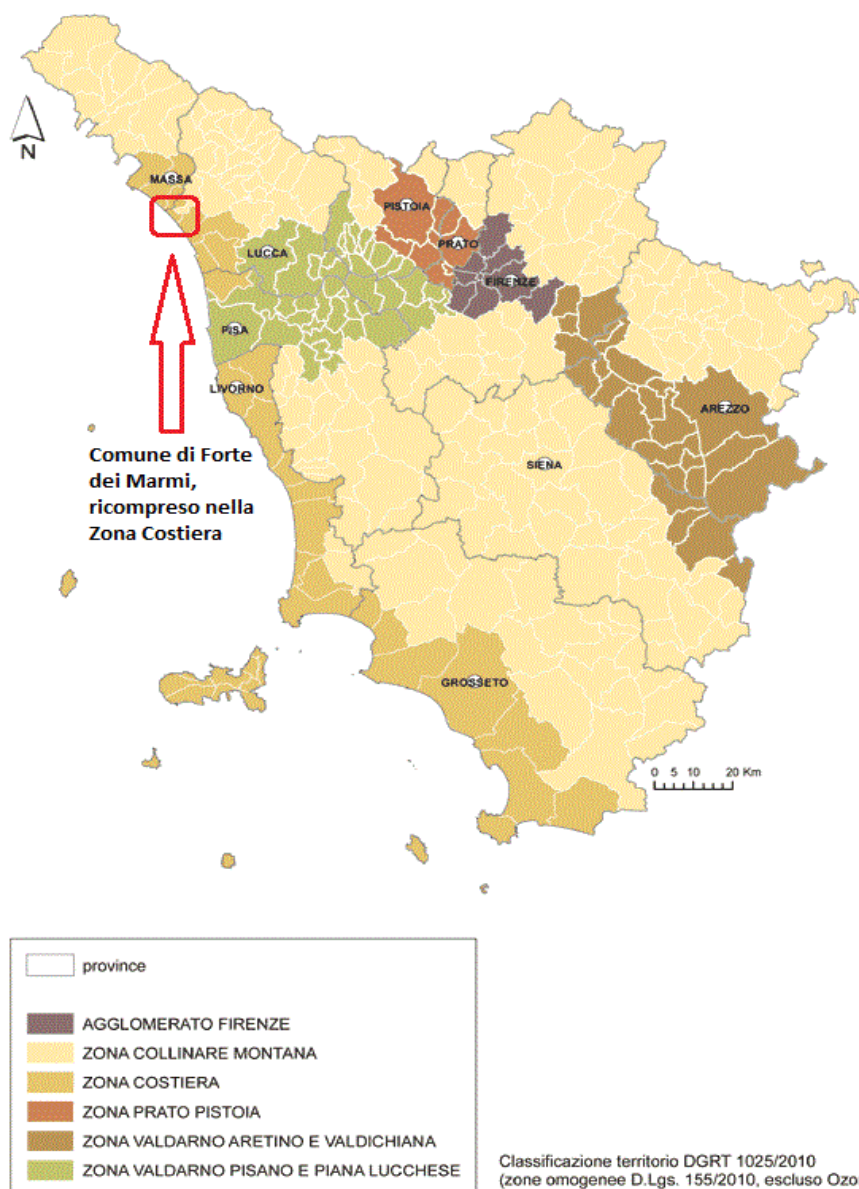 N
MASSA
PISTOIA
PRATO
LUCCA
FIRENZE
PISA
LIVORNO
AREZZO
Comune di Forte
dei Marmi,
ricompreso nella
Zona Costiera
SIENA
GROSSETO
0 5 10 20 Km
province
AGGLOMERATO FIRENZE
ZONA COLLINARE MONTANA
ZONA COSTIERA
ZONA PRATO PISTOIA
ZONA VALDARNO ARETINO E VALDICHIANA
ZONA VALDARNO PISANO E PIANA LUCCHESE
Classificazione territorio DGRT 1025/2010
(zone omogenee D.Lgs. 155/2010, escluso Ozo